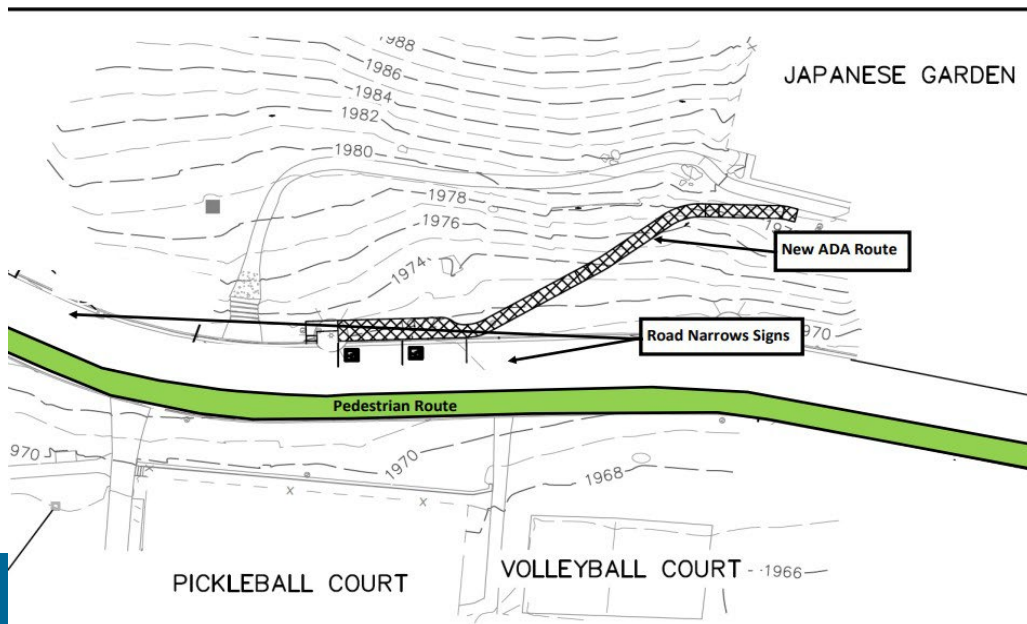 1988
1986
JAPANESE GARDEN
1984
1982
1980
1978
1976
New ADA Route
1974
Road Narrows Signs
970
Pedestrian Route
970
1970
1968
PICKLEBALL COURT
VOLLEYBALL COURT
1966